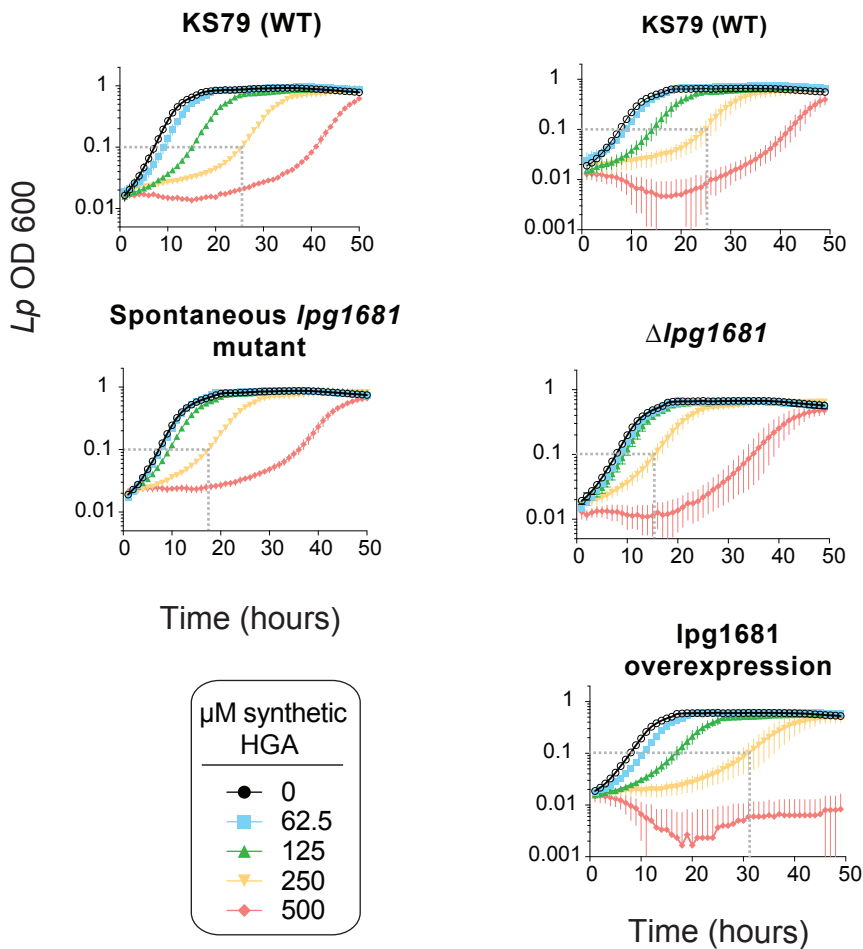 KS79 (WT)
1
0.1
0.01
0 10 20 30 40 50
KS79 (WT)
1
0.1
0.01
0.001
0 10 20 30 40 50
Lp OD 600
Spontaneous lpg1681
mutant
1
0.1
0.01
0 10 20 30 40 50
Δlpg1681
1
0.1
0.01
0 10 20 30 40 50
Time (hours)
lpg1681
overexpression
1
0.1
0.01
0.001
0 10 20 30 40 50
Time (hours)
µM synthetic
HGA
0
62.5
125
250
500